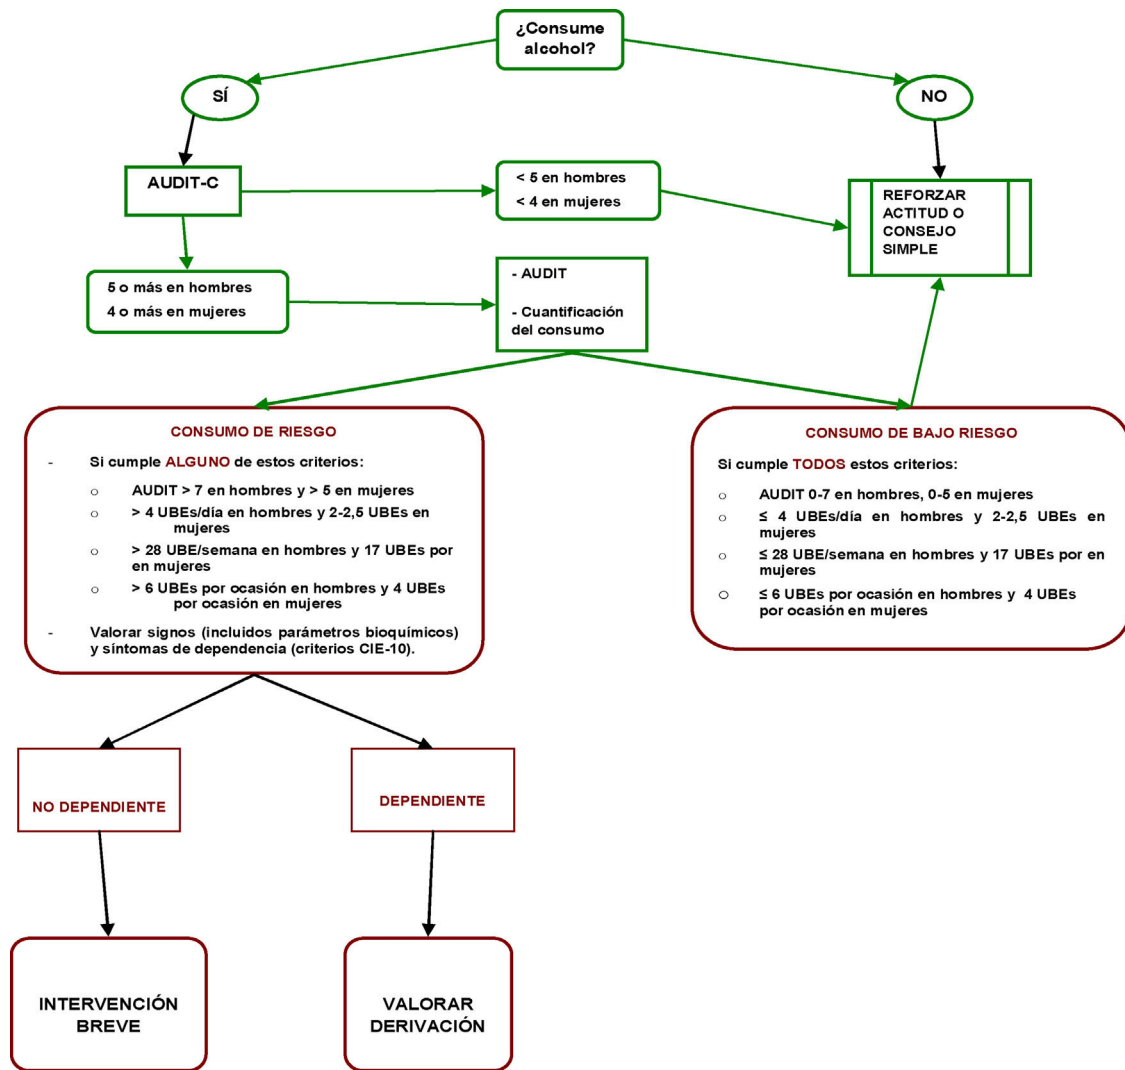 ¿Consume
alcohol?
SÍ
NO
AUDIT-C
< 5 en hombres
< 4 en mujeres
REFORZAR
ACTITUD O
CONSEJO
SIMPLE
5 o más en hombres
4 o más en mujeres
- AUDIT
- Cuantificación
del consumo
CONSUMO DE RIESGO
- Si cumple ALGUNO de estos criterios:
o AUDIT > 7 en hombres y > 5 en mujeres
o > 4 UBEs/día en hombres y 2-2,5 UBEs en
mujeres
o > 28 UBE/semana en hombres y 17 UBEs por
en mujeres
o > 6 UBEs por ocasión en hombres y 4 UBEs
por ocasión en mujeres
- Valorar signos (incluidos parámetros bioquímicos)
y síntomas de dependencia (criterios CIE-10).
CONSUMO DE BAJO RIESGO
Si cumple TODOS estos criterios:
o AUDIT 0-7 en hombres, 0-5 en mujeres
o ≤ 4 UBEs/día en hombres y 2-2,5 UBEs en
mujeres
o ≤ 28 UBE/semana en hombres y 17 UBEs por en
mujeres
o ≤ 6 UBEs por ocasión en hombres y 4 UBEs
por ocasión en mujeres
NO DEPENDIENTE
DEPENDIENTE
INTERVENCIÓN
BREVE
VALORAR
DERIVACIÓN